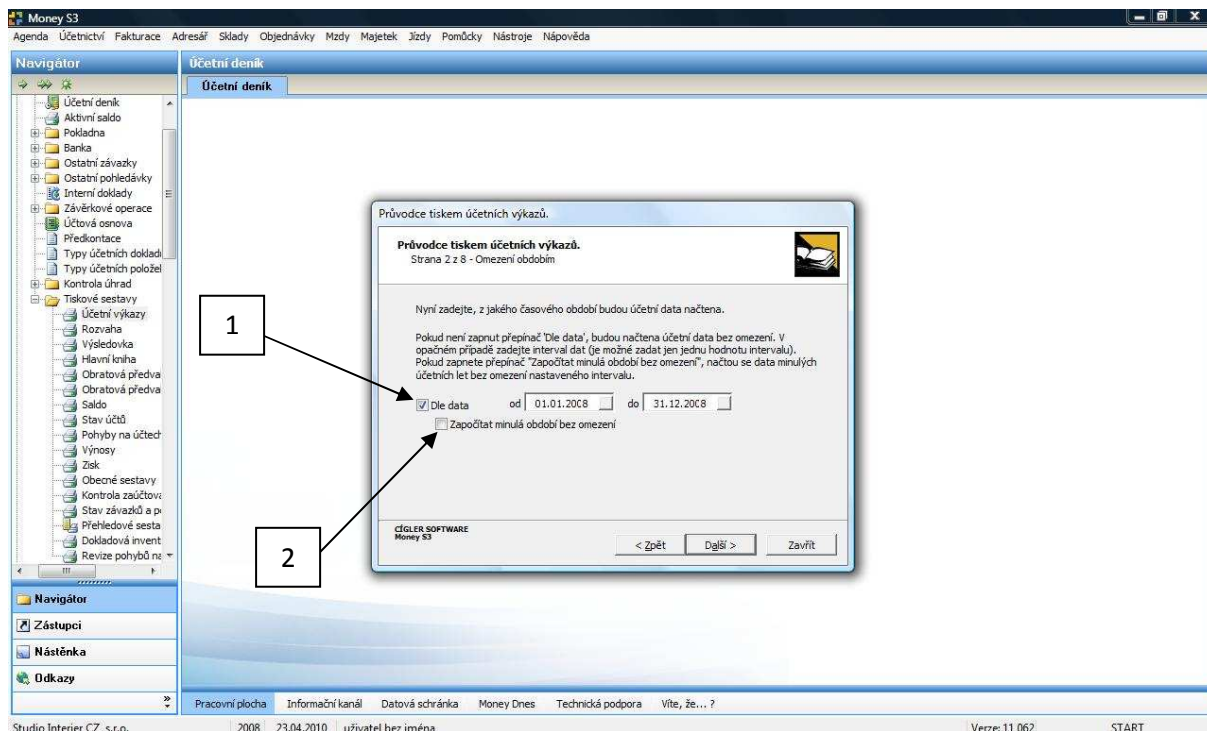 Money S3
Agenda Účetnictví Fakturace Adresář Sklady Objednávky Mzdy Majetek Jízdy Pomůcky Nástroje Nápověda
Navigátor
Účetní deník
Účetní deník
Účetní deník
Aktivní saldo
Pokladna
Banka
Ostatní závazky
Ostatní pohledávky
Interní doklady
Závěrkové operace
Účtová osnova
Předkontace
Typy účetních dokladů
Typy účetních položek
Kontrola úhrad
Tiskové sestavy
Účetní výkazy
Rozvaha
Výsledovka
Hlavní kniha
Obratová předva
Obratová předva
Saldo
Stav účtů
Pohyby na účtech
Výnosy
Zisk
Obecné sestavy
Kontrola zaúčtova
Stav závazků a p
Přehledové sesta
Dokladová invent
Revize pohybů na
Navigátor
Zástupci
Nástěnka
Odkazy
Průvodce tiskem účetních výkazů.
Průvodce tiskem účetních výkazů.
Strana 2 z 8 - Omezení obdobím
Nyní zadejte, z jakého časového období budou účetní data načtena.
Pokud není zapnut přepínač 'Dle data', budou načtena účetní data bez omezení. V
opačném případě zadejte interval dat (je možné zadat jen jednu hodnotu intervalu).
Pokud zapnete přepínač "Započítat minulá období bez omezení", načtou se data minulých
účetních let bez omezení nastaveného intervalu.
Dle data od 01.01.2008 do 31.12.2008
Započítat minulá období bez omezení
CÍGLER SOFTWARE
Money S3
< Zpět Další > Zavřít
1
2
Pracovní plocha Informační kanál Datová schránka Money Dnes Technická podpora Víte, že... ?
Studio Interier CZ, s.r.o. 2008 23.04.2010 uživatel bez jména Verze: 11.062 START